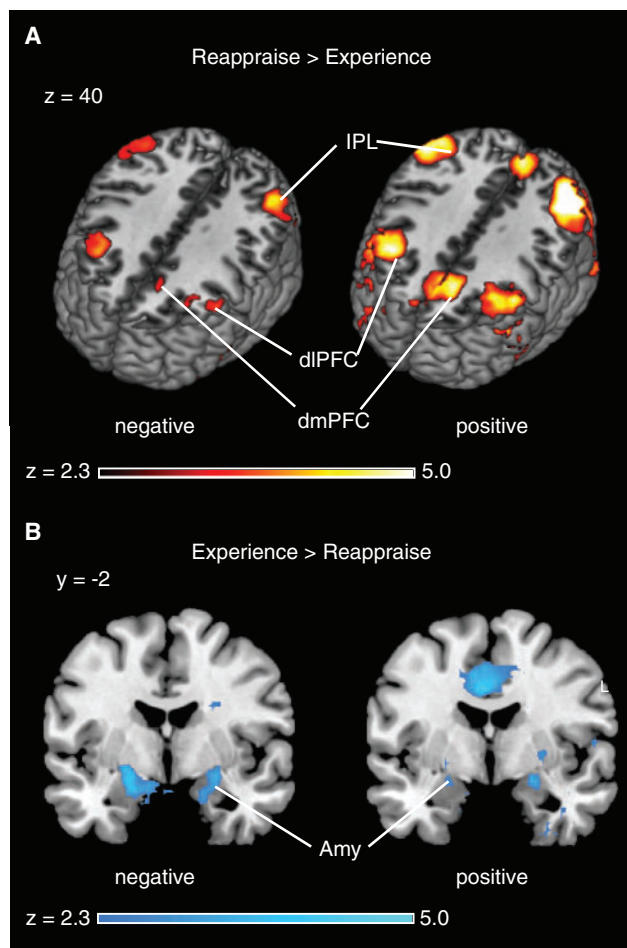 A
Reappraise > Experience
z = 40
IPL
dlPFC
dmPFC
negative
positive
z = 2.3
5.0
B
Experience > Reappraise
y = -2
L
Amy
negative
positive
z = 2.3
5.0